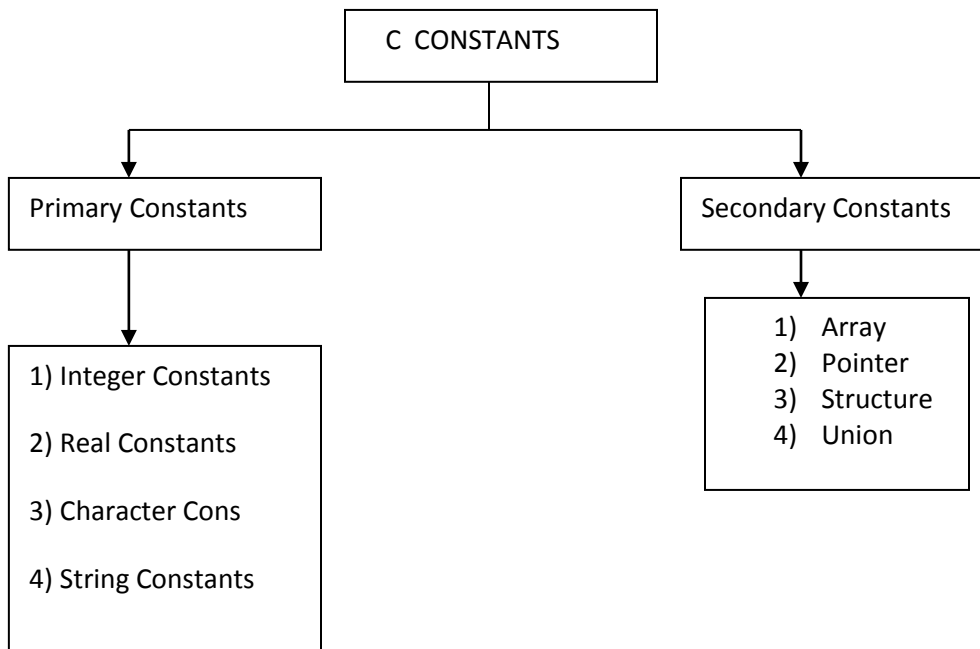 C CONSTANTS
Primary Constants
Secondary Constants
1) Integer Constants
2) Real Constants
3) Character Cons
4) String Constants
1) Array
2) Pointer
3) Structure
4) Union